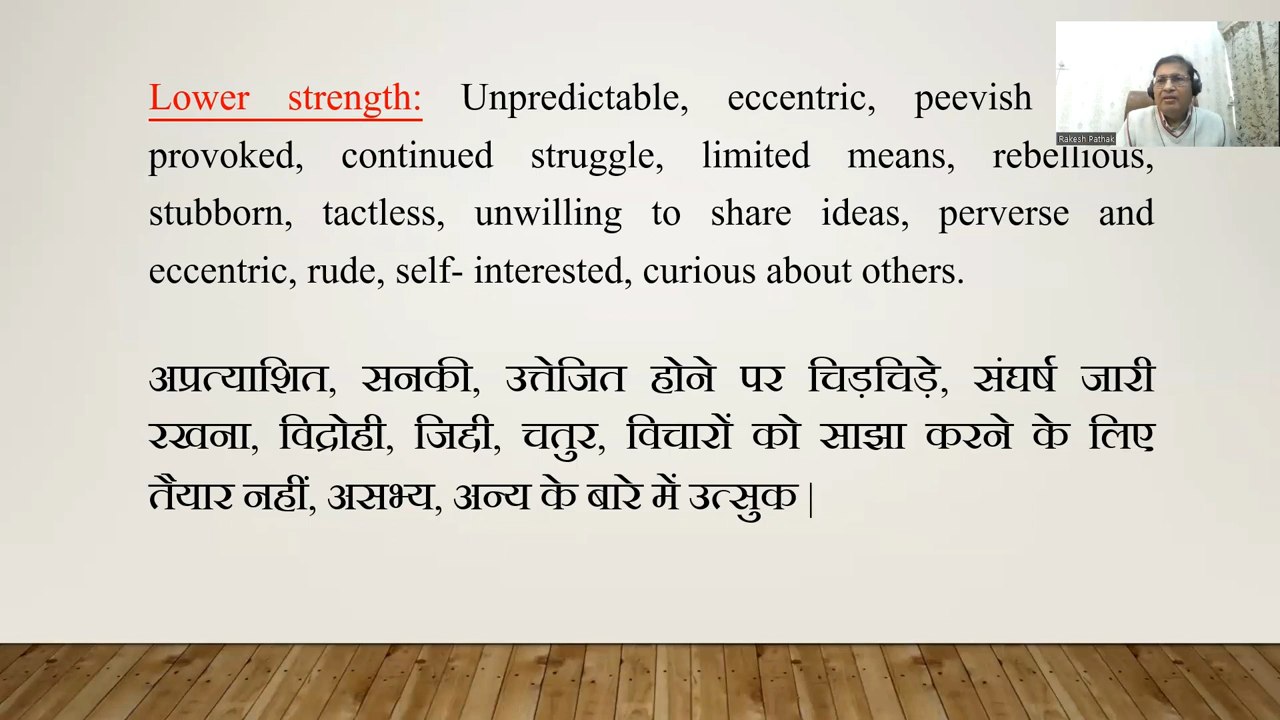 Lower strength: Unpredictable, eccentric, peevish
provoked, continued struggle, limited means, rebellious,
stubborn, tactless, unwilling to share ideas, perverse and
eccentric, rude, self- interested, curious about others.
अप्रत्याशित, सनकी, उत्तेजित होने पर चिड़चिड़े, संघर्ष जारी
रखना, विद्रोही, जिद्दी, चतुर, विचारों को साझा करने के लिए
तैयार नहीं, असभ्य, अन्य के बारे में उत्सुक |
Rakesh Pathak